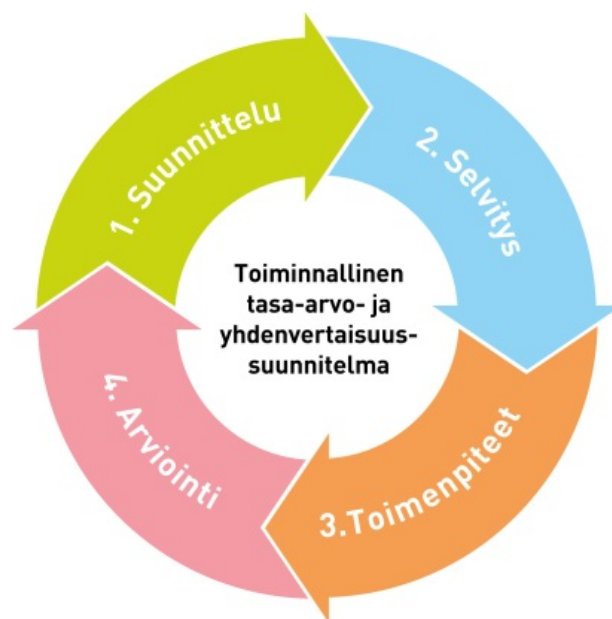 1. Suunnittelu
2. Selvitys
Toiminnallinen
tasa-arvo- ja
yhdenvertaisuus-
suunnitelma
3.Toimenpiteet
4. Arviointi